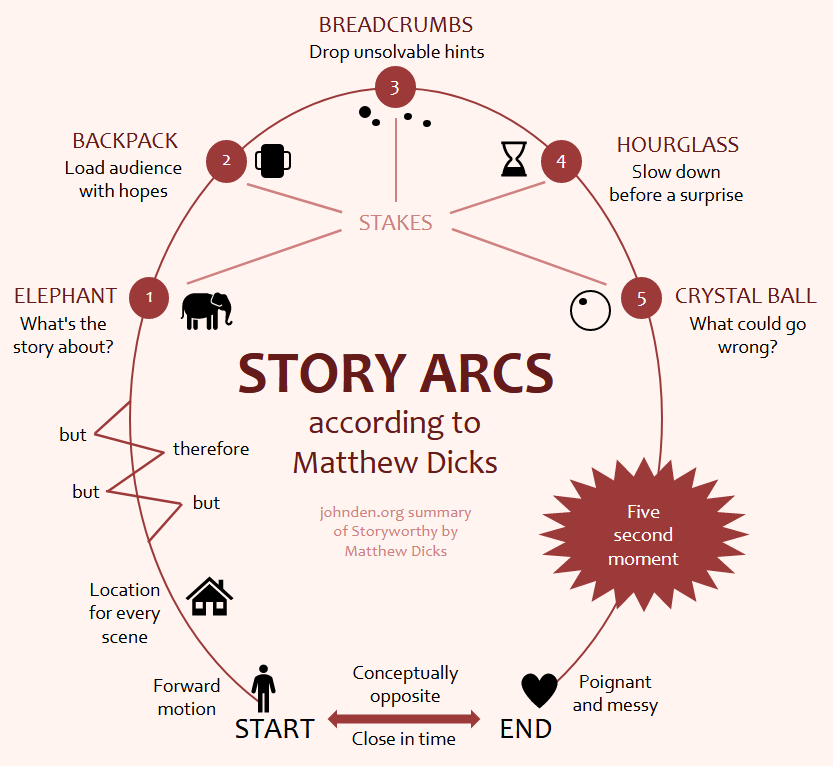 BREADCRUMBS
Drop unsolvable hints
3
BACKPACK
Load audience
with hopes
2
4
HOURGLASS
Slow down
before a surprise
STAKES
ELEPHANT
What's the
story about?
1
5
CRYSTAL BALL
What could go
wrong?
STORY ARCS
according to
Matthew Dicks
johnden.org summary
of Storyworthy by
Matthew Dicks
but
therefore
but
but
Five
second
moment
Location
for every
scene
Forward
motion
START
Conceptually
opposite
Close in time
END
Poignant
and messy